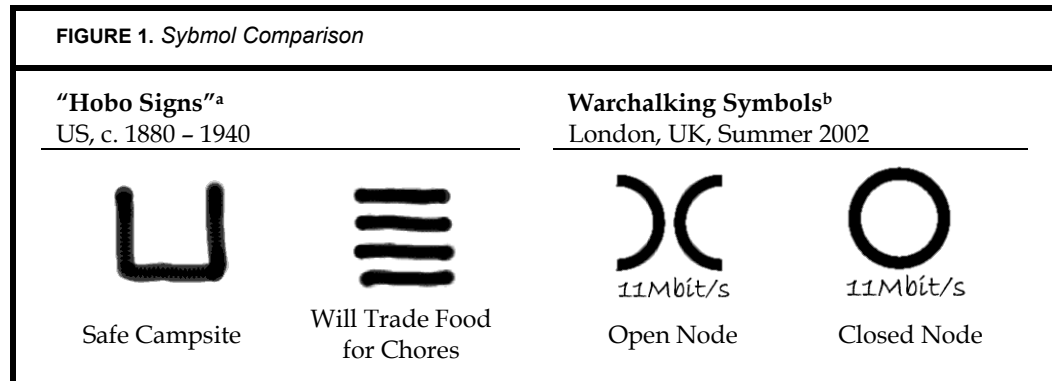 FIGURE 1. Sybmol Comparison
“Hobo Signs”ᵃ
US, c. 1880 – 1940
Safe Campsite
Will Trade Food
for Chores
Warchalking Symbolsᵇ
London, UK, Summer 2002
11Mbit/s
Open Node
11Mbit/s
Closed Node